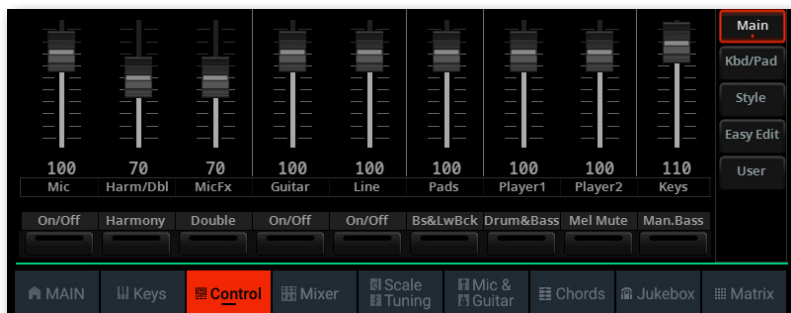 Main
Kbd/Pad
Style
Easy Edit
User
100 70 70 100 100 100 100 100 110
Mic Harm/Dbl MicFx Guitar Line Pads Player1 Player2 Keys
On/Off Harmony Double On/Off On/Off Bs&LwBck Drum&Bass Mel Mute Man.Bass
MAIN Keys Control Mixer Scale Tuning Mic & Guitar Chords Jukebox Matrix